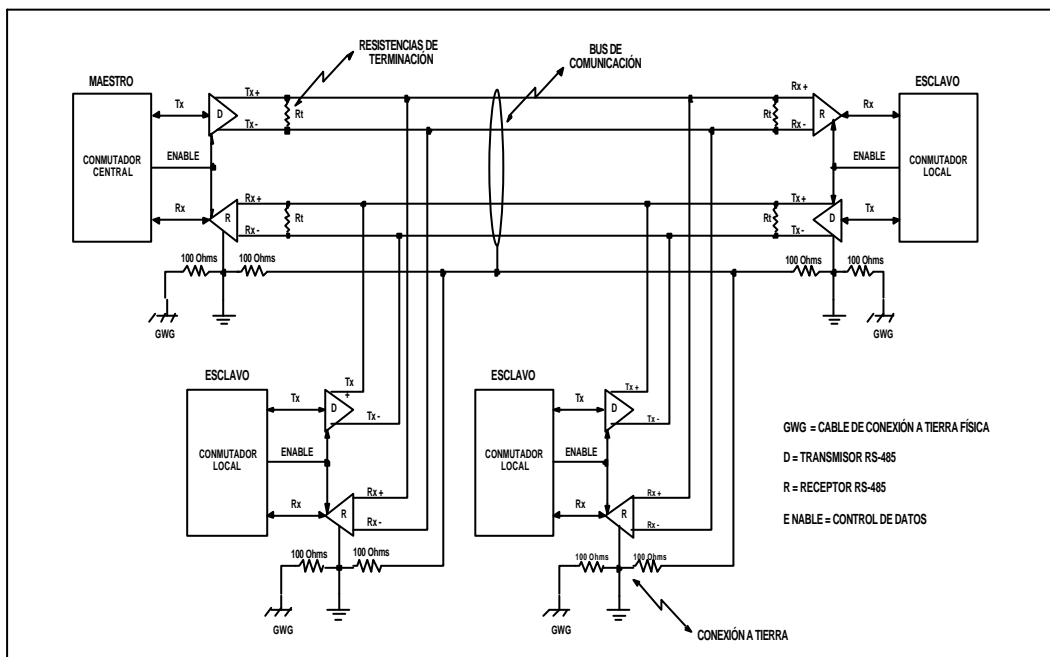 RESISTENCIAS DE
TERMINACIÓN
BUS DE
COMUNICACIÓN
MAESTRO
ESCLAVO
Tx
D
Tx+
Tx -
Rt
Rt
Rx +
Rx -
R
Rx
CONMUTADOR
CENTRAL
ENABLE
ENABLE
CONMUTADOR
LOCAL
Rx
R
Rx +
Rx -
Rt
Rt
Tx +
Tx -
D
Tx
100 Ohms
100 Ohms
100 Ohms
100 Ohms
GWG
GWG
ESCLAVO
ESCLAVO
Tx
D
Tx
+
Tx -
Tx
D
Tx +
Tx -
CONMUTADOR
LOCAL
ENABLE
CONMUTADOR
LOCAL
ENABLE
Rx
R
Rx +
Rx -
Rx
R
Rx +
Rx -
100 Ohms
100 Ohms
100 Ohms
100 Ohms
GWG
GWG
GWG = CABLE DE CONEXIÓN A TIERRA FÍSICA
D = TRANSMISOR RS-485
R = RECEPTOR RS-485
E NABLE = CONTROL DE DATOS
CONEXIÓN A TIERRA